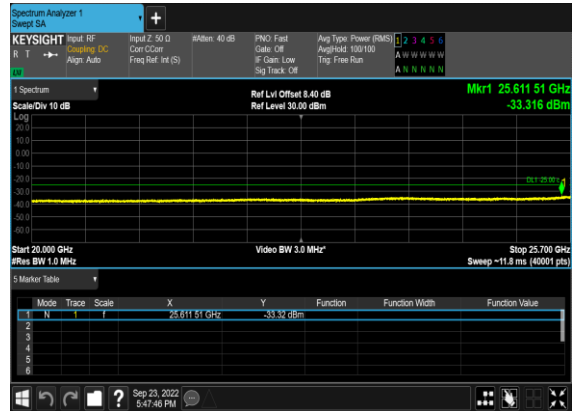 Spectrum Analyzer 1
Swept SA
+
KEYSIGHT
R T
Input: RF
Coupling: DC
Align: Auto
Input Z: 50 Ω
Corr CCorr
Freq Ref: Int (S)
#Atten: 40 dB
PNO: Fast
Gate: Off
IF Gain: Low
Sig Track: Off
Avg Type: Power (RMS)
Avg|Hold: 100/100
Trig: Free Run
1 2 3 4 5 6
A W W W W W
A N N N N N
1 Spectrum
Scale/Div 10 dB
Ref Lvl Offset 8.40 dB
Ref Level 30.00 dBm
Mkr1 25.611 51 GHz
-33.316 dBm
Log
20.0
10.0
0.00
-10.0
-20.0
-30.0
-40.0
-50.0
-60.0
Start 20.000 GHz
#Res BW 1.0 MHz
Video BW 3.0 MHz*
Stop 25.700 GHz
Sweep ~11.8 ms (40001 pts)
5 Marker Table
Mode Trace Scale X Y Function Function Width Function Value
1 N 1 f 25.611 51 GHz -33.32 dBm
2
3
4
5
6
?
Sep 23, 2022
5:47:46 PM